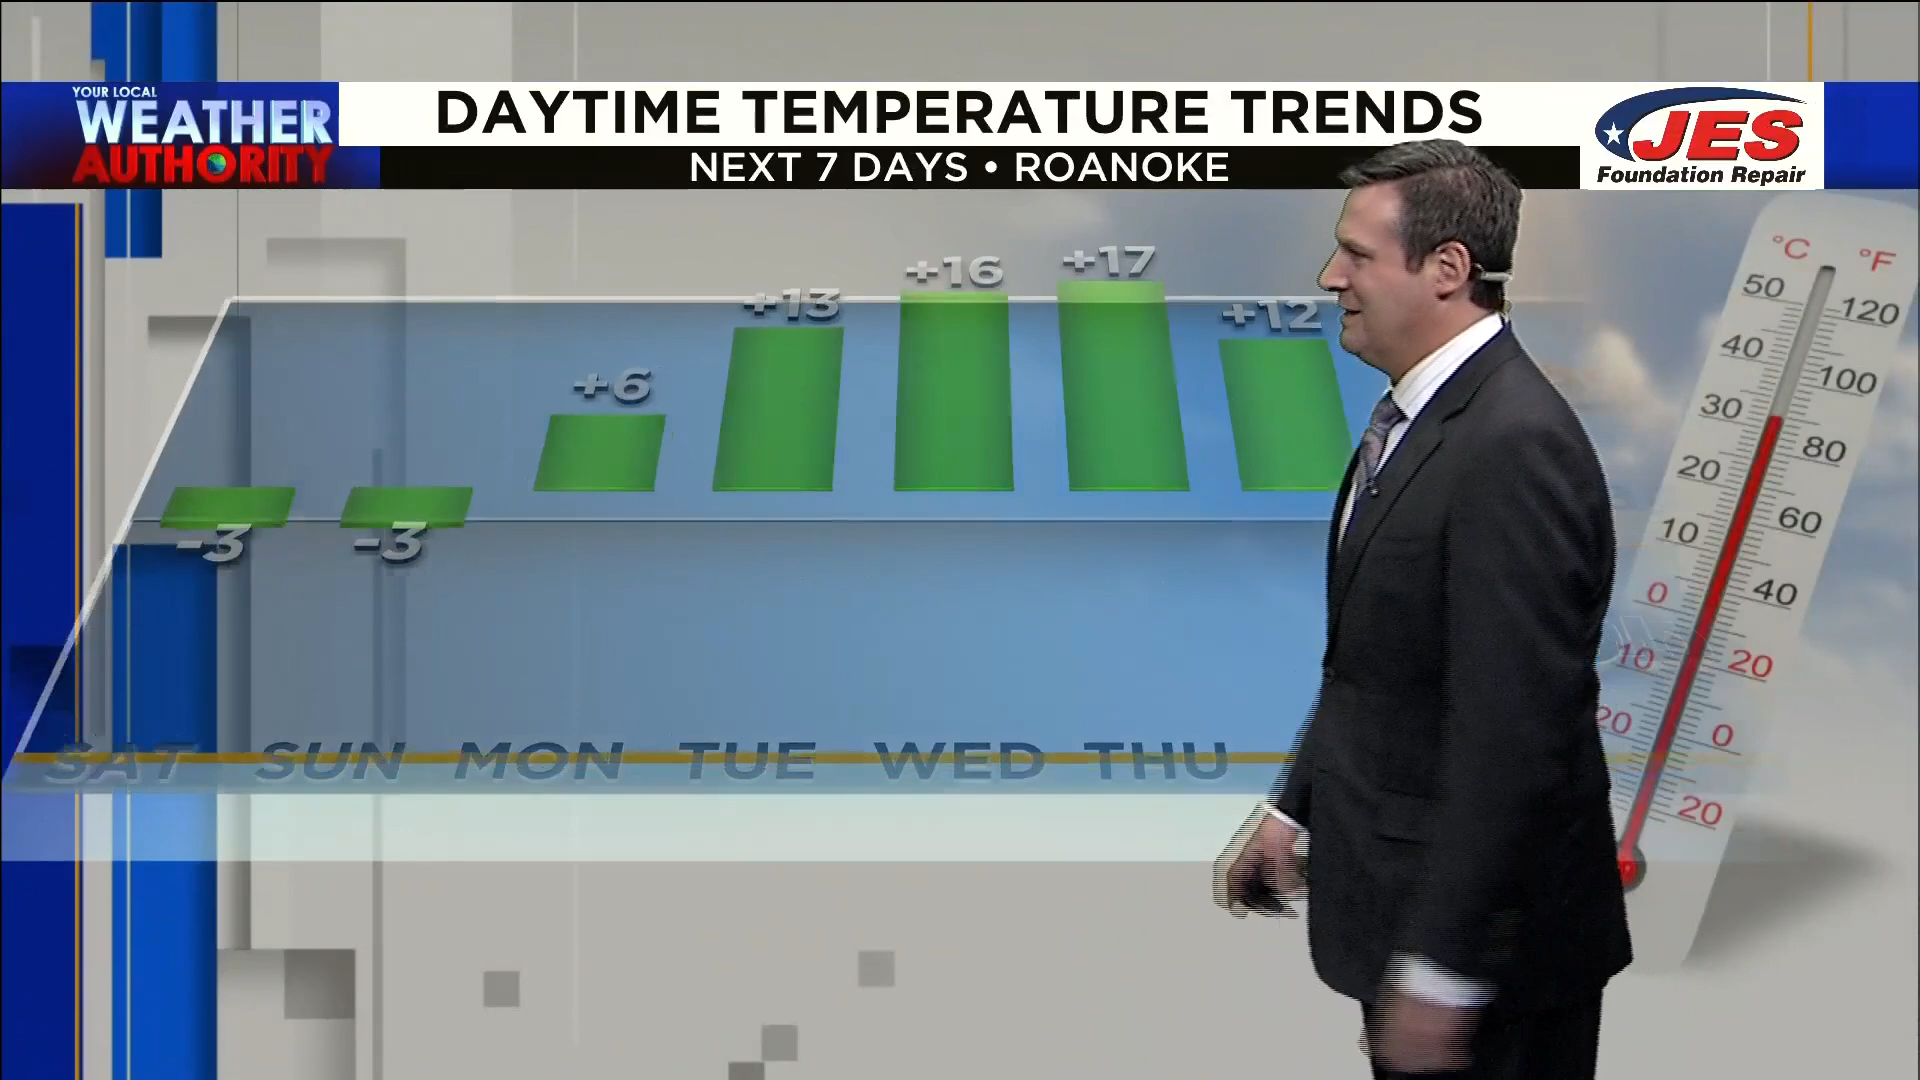 YOUR LOCAL
WEATHER
AUTHORITY
DAYTIME TEMPERATURE TRENDS
NEXT 7 DAYS • ROANOKE
JES
Foundation Repair
-3 -3 +6 +13 +16 +17 +12
SAT SUN MON TUE WED THU
°C °F
50 120
40 100
30 80
20 60
10 40
0 20
10 0
20 20